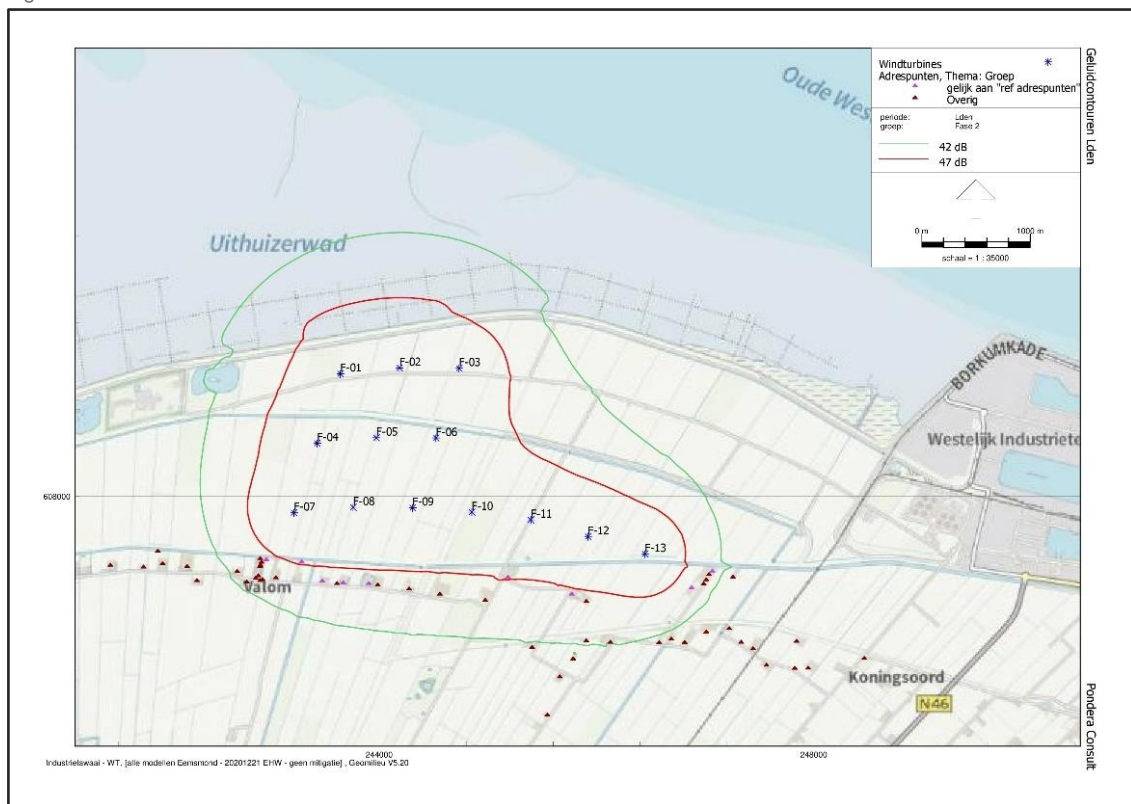 Windturbines
Adrespunten, Thema: Groep
gelijk aan "ref adrespunten"
Overig
periode: Lden
groep: Fase 2
42 dB
47 dB
0 m 1000 m
schaal = 1 : 35000
Geluidcontouren Lden
Oude Wes
Uithuizerwad
BORKUMKADE
F-01
F-02
F-03
Westelijk Industriete
F-04
F-05
F-06
608000
F-07
F-08
F-09
F-10
F-11
F-12
F-13
Valom
Koningsoord
N46
Pondera Consult
244000
248000
Industrielawaai - WT, [alle modellen Eemsmond - 20201221 EHW - geen mitigatie] , Geomilieu V5.20